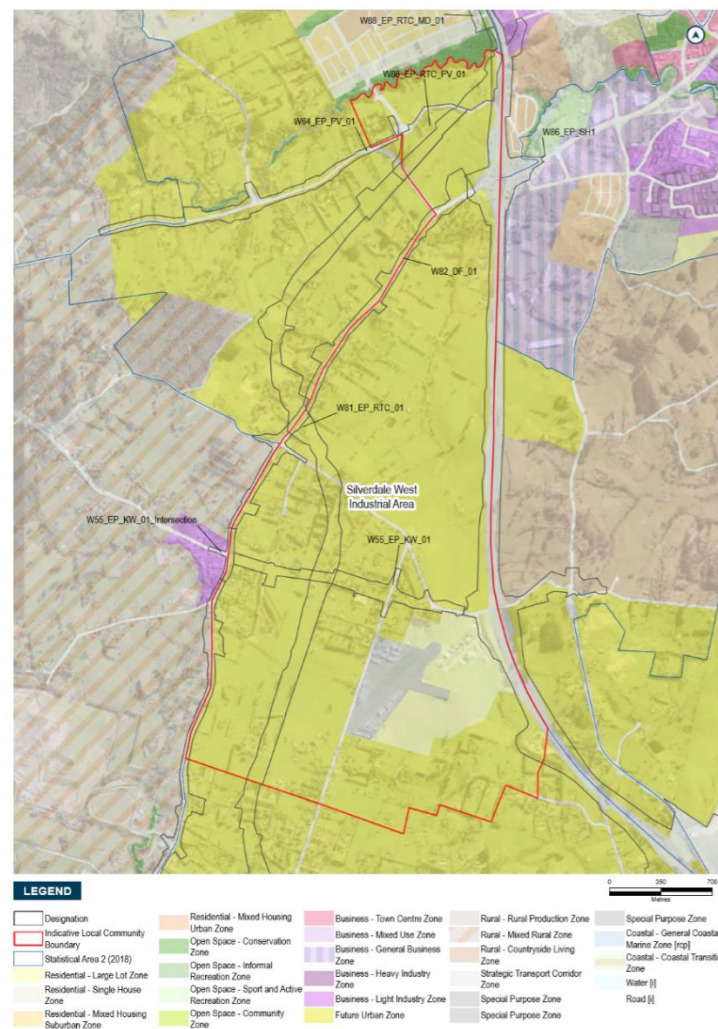 W88_EP_RTC_MD_01
W64_EP_PV_01
W86_EP_SH1
W82_DF_01
W81_EP_RTC_01
Silverdale West
Industrial Area
W55_EP_KW_01_Intersection
W55_EP_KW_01
LEGEND
0
700
Metres
Designation
Indicative Local Community
Boundary
Statistical Area 2 (2018)
Residential - Large Lot Zone
Residential - Single House
Zone
Residential - Mixed Housing
Suburban Zone
Residential - Mixed Housing
Urban Zone
Open Space - Conservation
Zone
Open Space - Informal
Recreation Zone
Open Space - Sport and Active
Recreation Zone
Open Space - Community
Zone
Business - Town Centre Zone
Business - Mixed Use Zone
Business - General Business
Zone
Business - Heavy Industry
Zone
Business - Light Industry Zone
Future Urban Zone
Rural - Rural Production Zone
Rural - Mixed Rural Zone
Rural - Countryside Living
Zone
Strategic Transport Corridor
Zone
Special Purpose Zone
Special Purpose Zone
Special Purpose Zone
Coastal - General Coasta
Marine Zone [rcp]
Coastal - Coastal Transiti
Zone
Water [i]
Road [i]